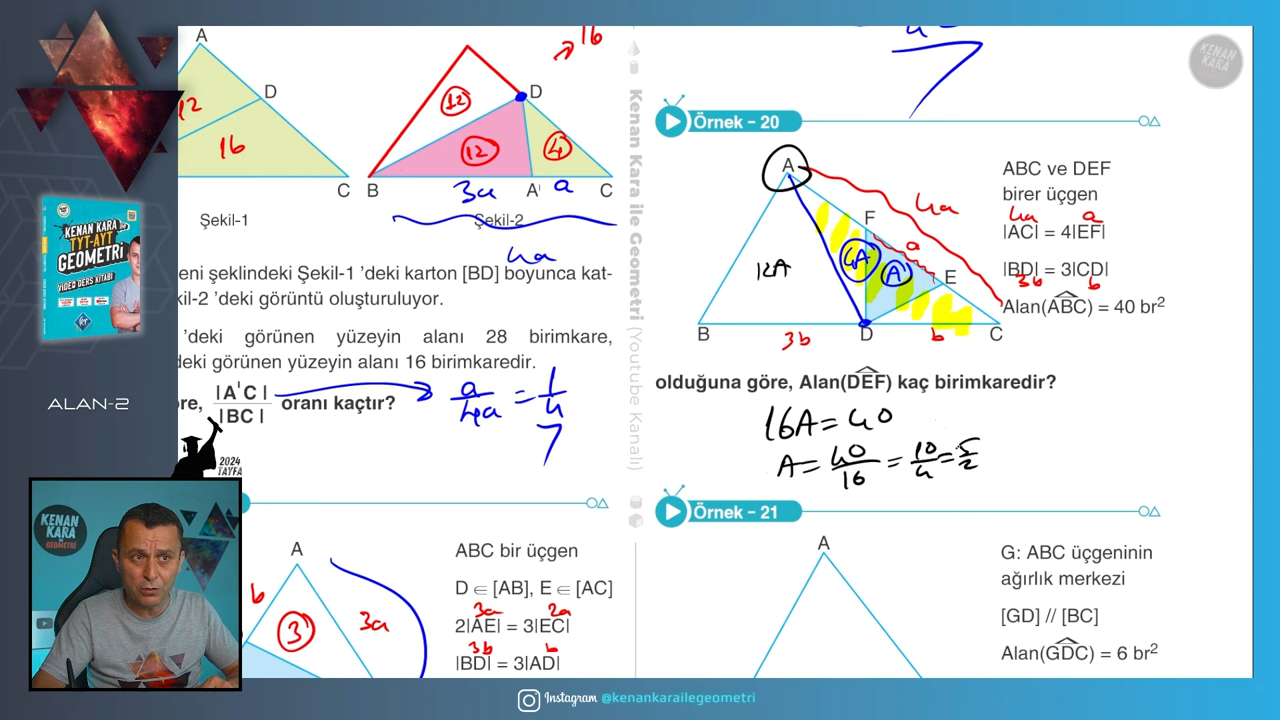 KENAN KARA
A
D
12
16
C
Şekil-1
16
12
12
4
D
B
3a
A'
a
C
Şekil-2
4a
eni şeklindeki Şekil-1 'deki karton [BD] boyunca kat-
kil-2 'deki görüntü oluşturuluyor.
'deki görünen yüzeyin alanı 28 birimkare,
deki görünen yüzeyin alanı 16 birimkaredir.
re, |A'C| / |BC| oranı kaçtır?
a/4a = 1/4
Kenan Kara ile Geometri (Youtube Kanalı)
7
Örnek - 20
A
F
4a
a
4A
A
12A
E
B
3b
D
b
C
ABC ve DEF
birer üçgen
4a a
|AC| = 4|EF|
|BD| = 3|CD|
3b b
Alan(ABC) = 40 br²
olduğuna göre, Alan(DEF) kaç birimkaredir?
16A = 40
A = 40/16 = 10/4 = 5/2
A
b
3
3a
ABC bir üçgen
D ∈ [AB], E ∈ [AC]
3a 2a
2|AE| = 3|EC|
3b b
|BD| = 3|AD|
Örnek - 21
A
G: ABC üçgeninin
ağırlık merkezi
[GD] // [BC]
Alan(GDC) = 6 br²
KENAN KARA
TYT-AYT
GEOMETRİ
VİDEO DERS KİTABI
ALAN-2
2024
TAYFA
KENAN
KARA
GEOMETRİ
Instagram @kenankarailegeometri